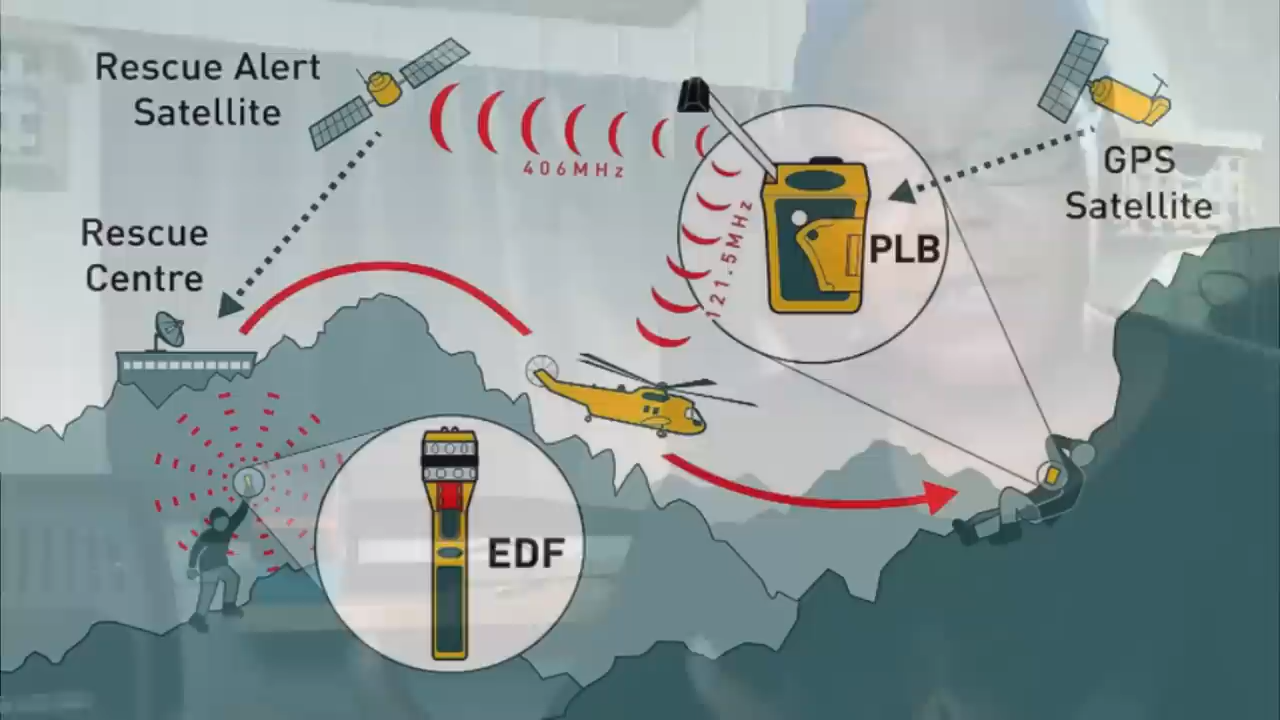 Rescue Alert
Satellite
406MHz
GPS
Satellite
121.5MHz
PLB
Rescue
Centre
EDF